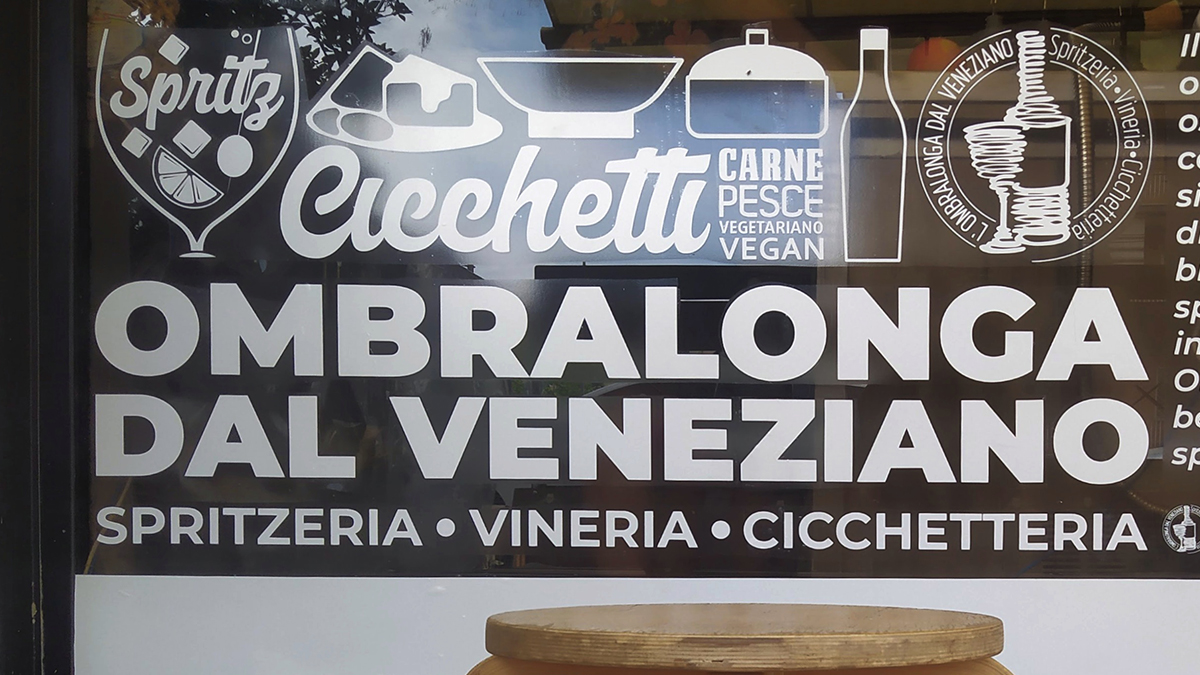 Spritz
Cicchetti
CARNE
PESCE
VEGETARIANO
VEGAN
L'OMBRALONGA DAL VENEZIANO
Spritzeria • Vineria • Cicchetteria
OMBRALONGA
DAL VENEZIANO
SPRITZERIA • VINERIA • CICCHETTERIA